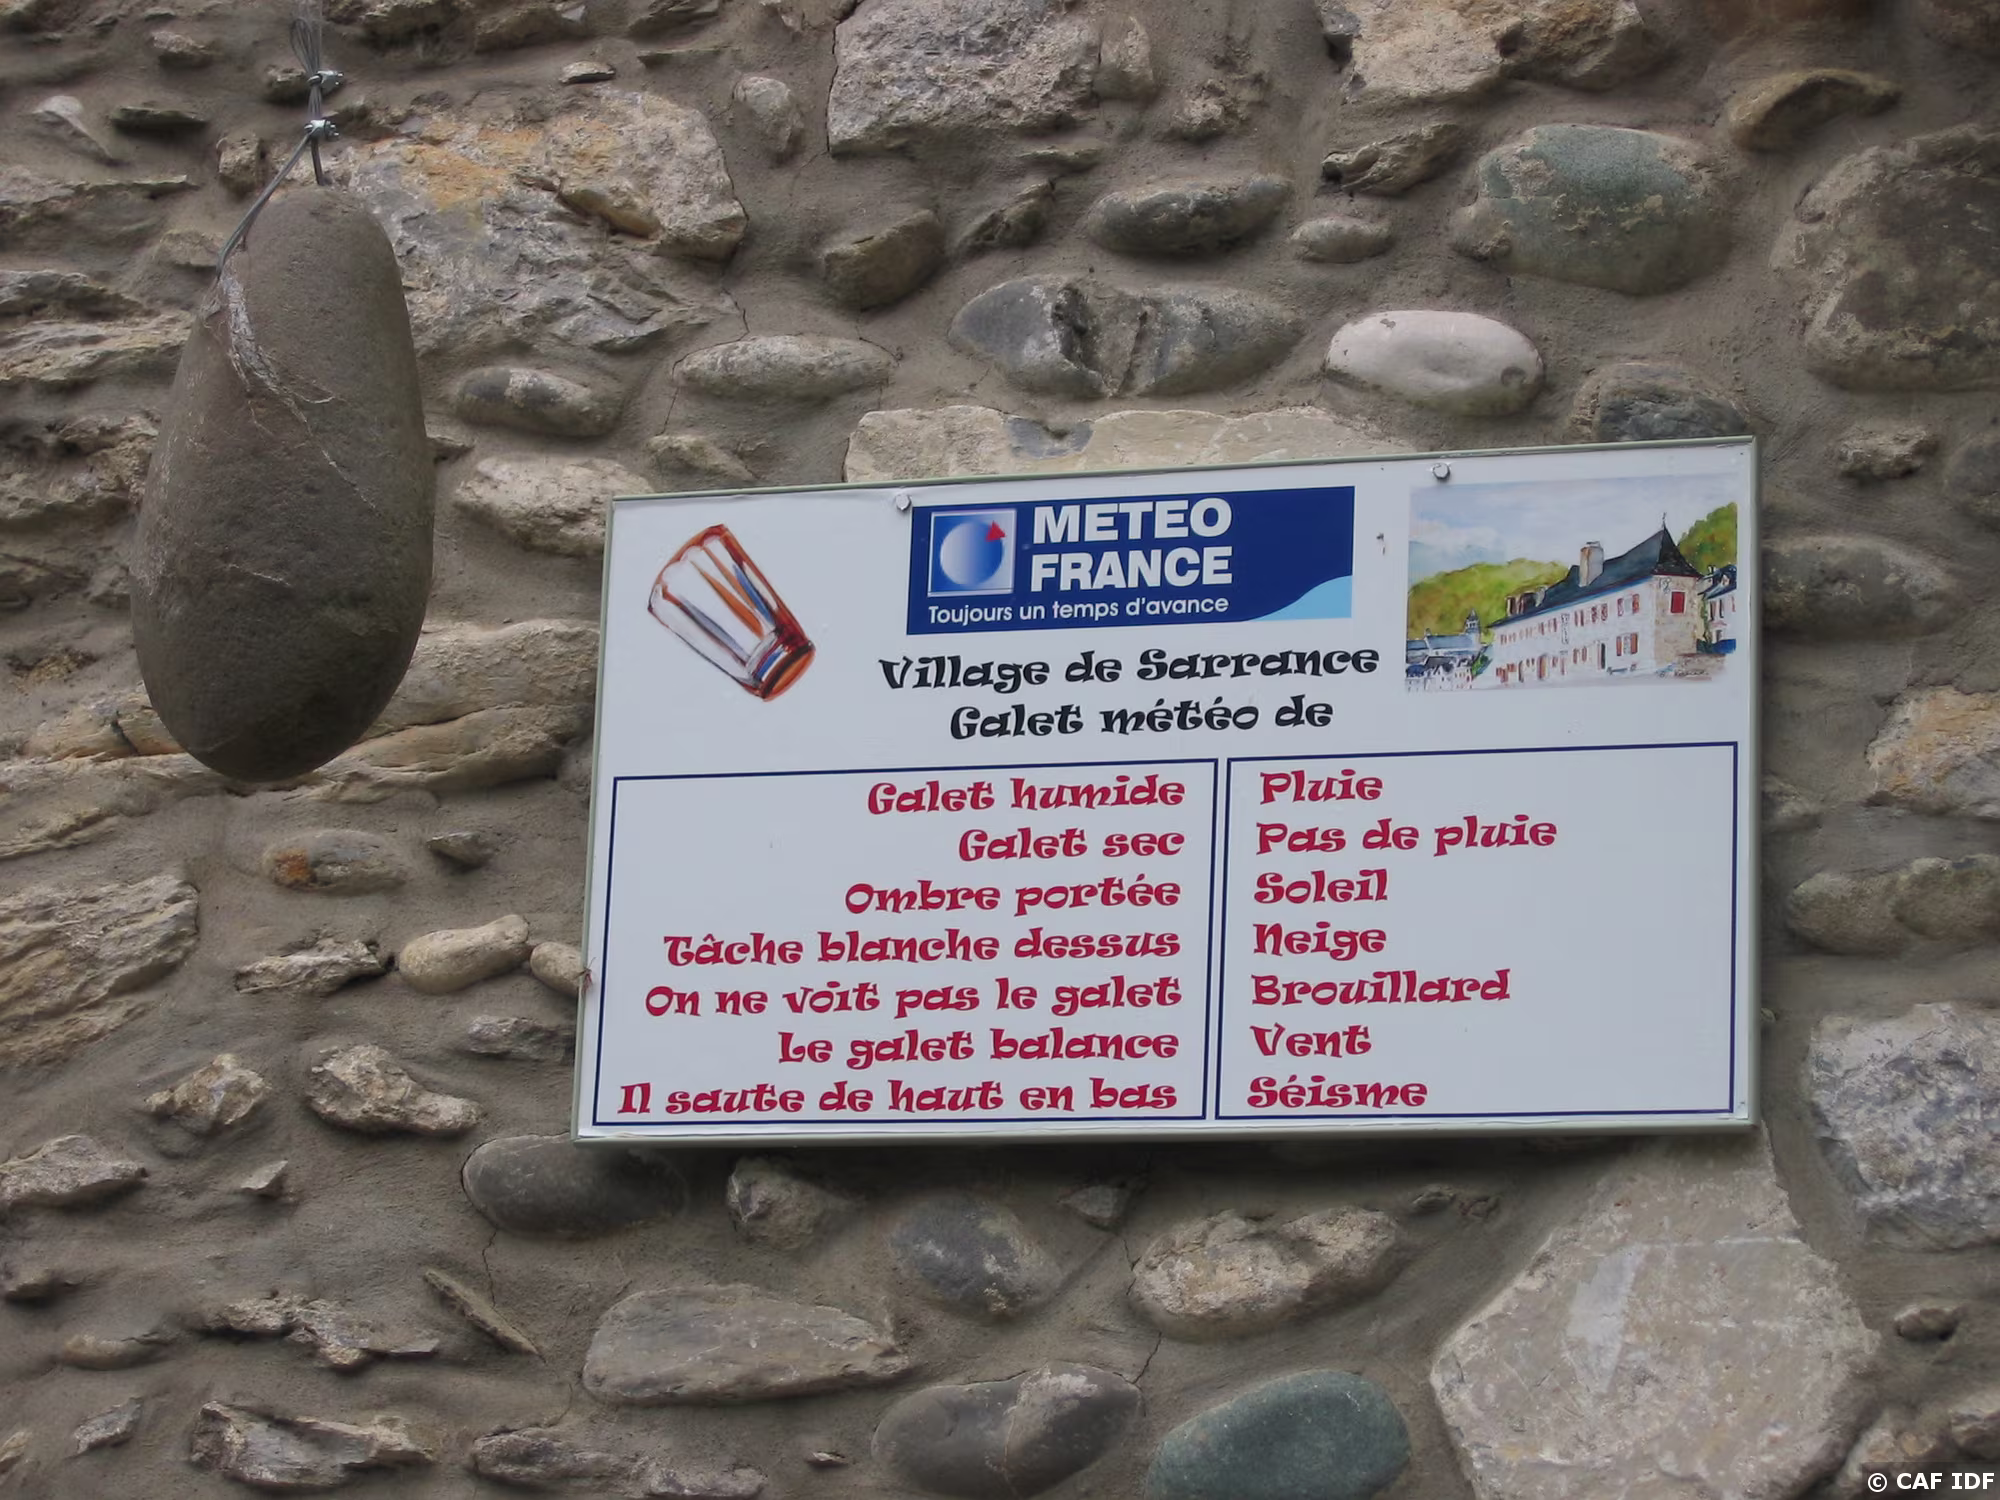 METEO
FRANCE
Toujours un temps d'avance
Village de Sarrance
Galet météo de
Galet humide Pluie
Galet sec Pas de pluie
Ombre portée Soleil
Tâche blanche dessus Neige
On ne voit pas le galet Brouillard
Le galet balance Vent
Il saute de haut en bas Séisme
© CAF IDF